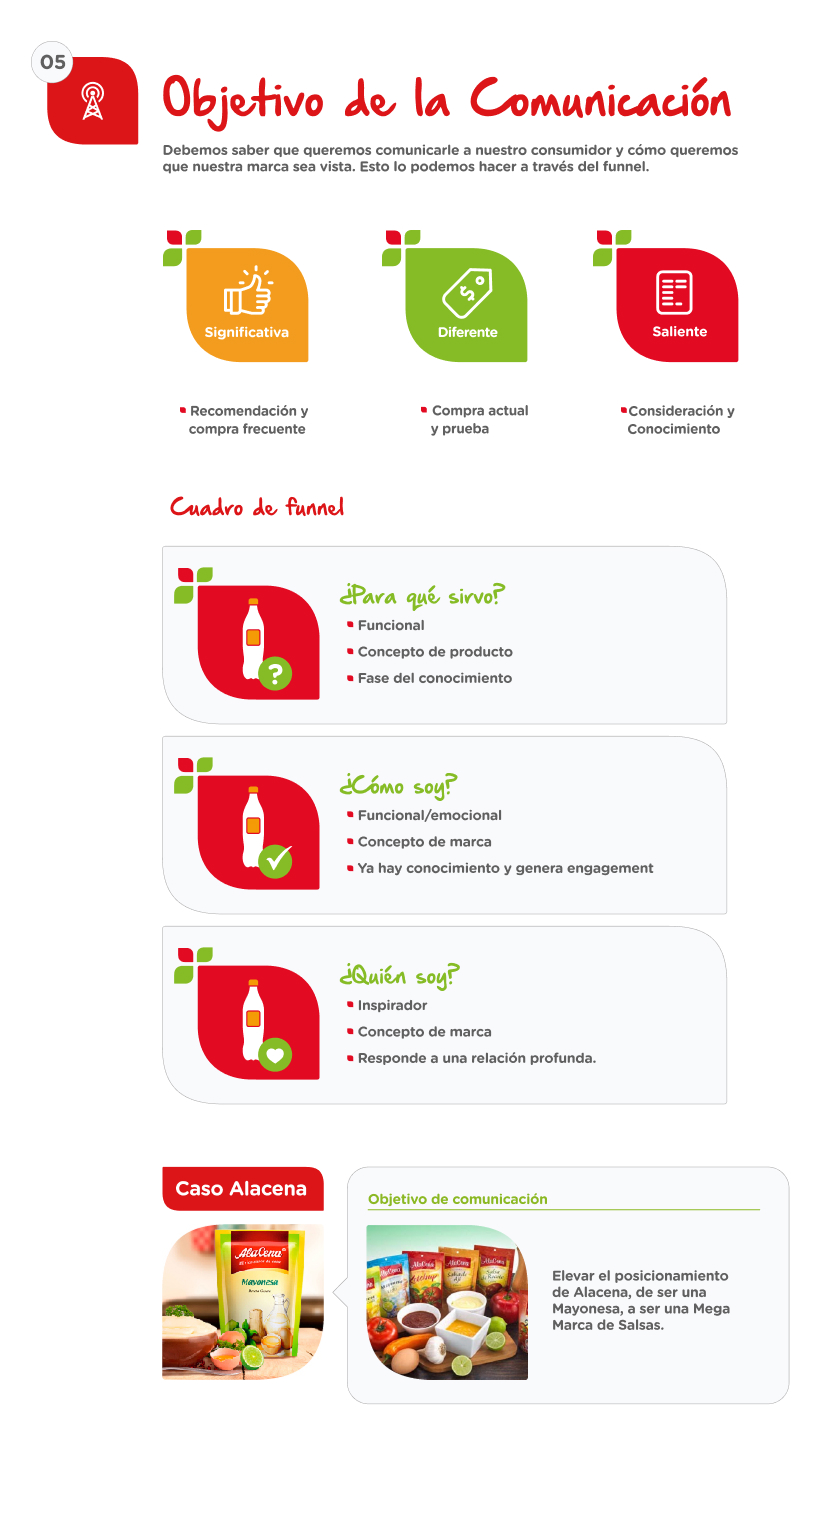 05
Objetivo de la Comunicación
Debemos saber que queremos comunicarle a nuestro consumidor y cómo queremos
que nuestra marca sea vista. Esto lo podemos hacer a través del funnel.
Significativa
Diferente
Saliente
Recomendación y
compra frecuente
Compra actual
y prueba
Consideración y
Conocimiento
Cuadro de funnel
¿Para qué sirvo?
Funcional
Concepto de producto
Fase del conocimiento
?
¿Cómo soy?
Funcional/emocional
Concepto de marca
Ya hay conocimiento y genera engagement
¿Quién soy?
Inspirador
Concepto de marca
Responde a una relación profunda.
Caso Alacena
AlaCena
Mayonesa
Objetivo de comunicación
Elevar el posicionamiento
de Alacena, de ser una
Mayonesa, a ser una Mega
Marca de Salsas.